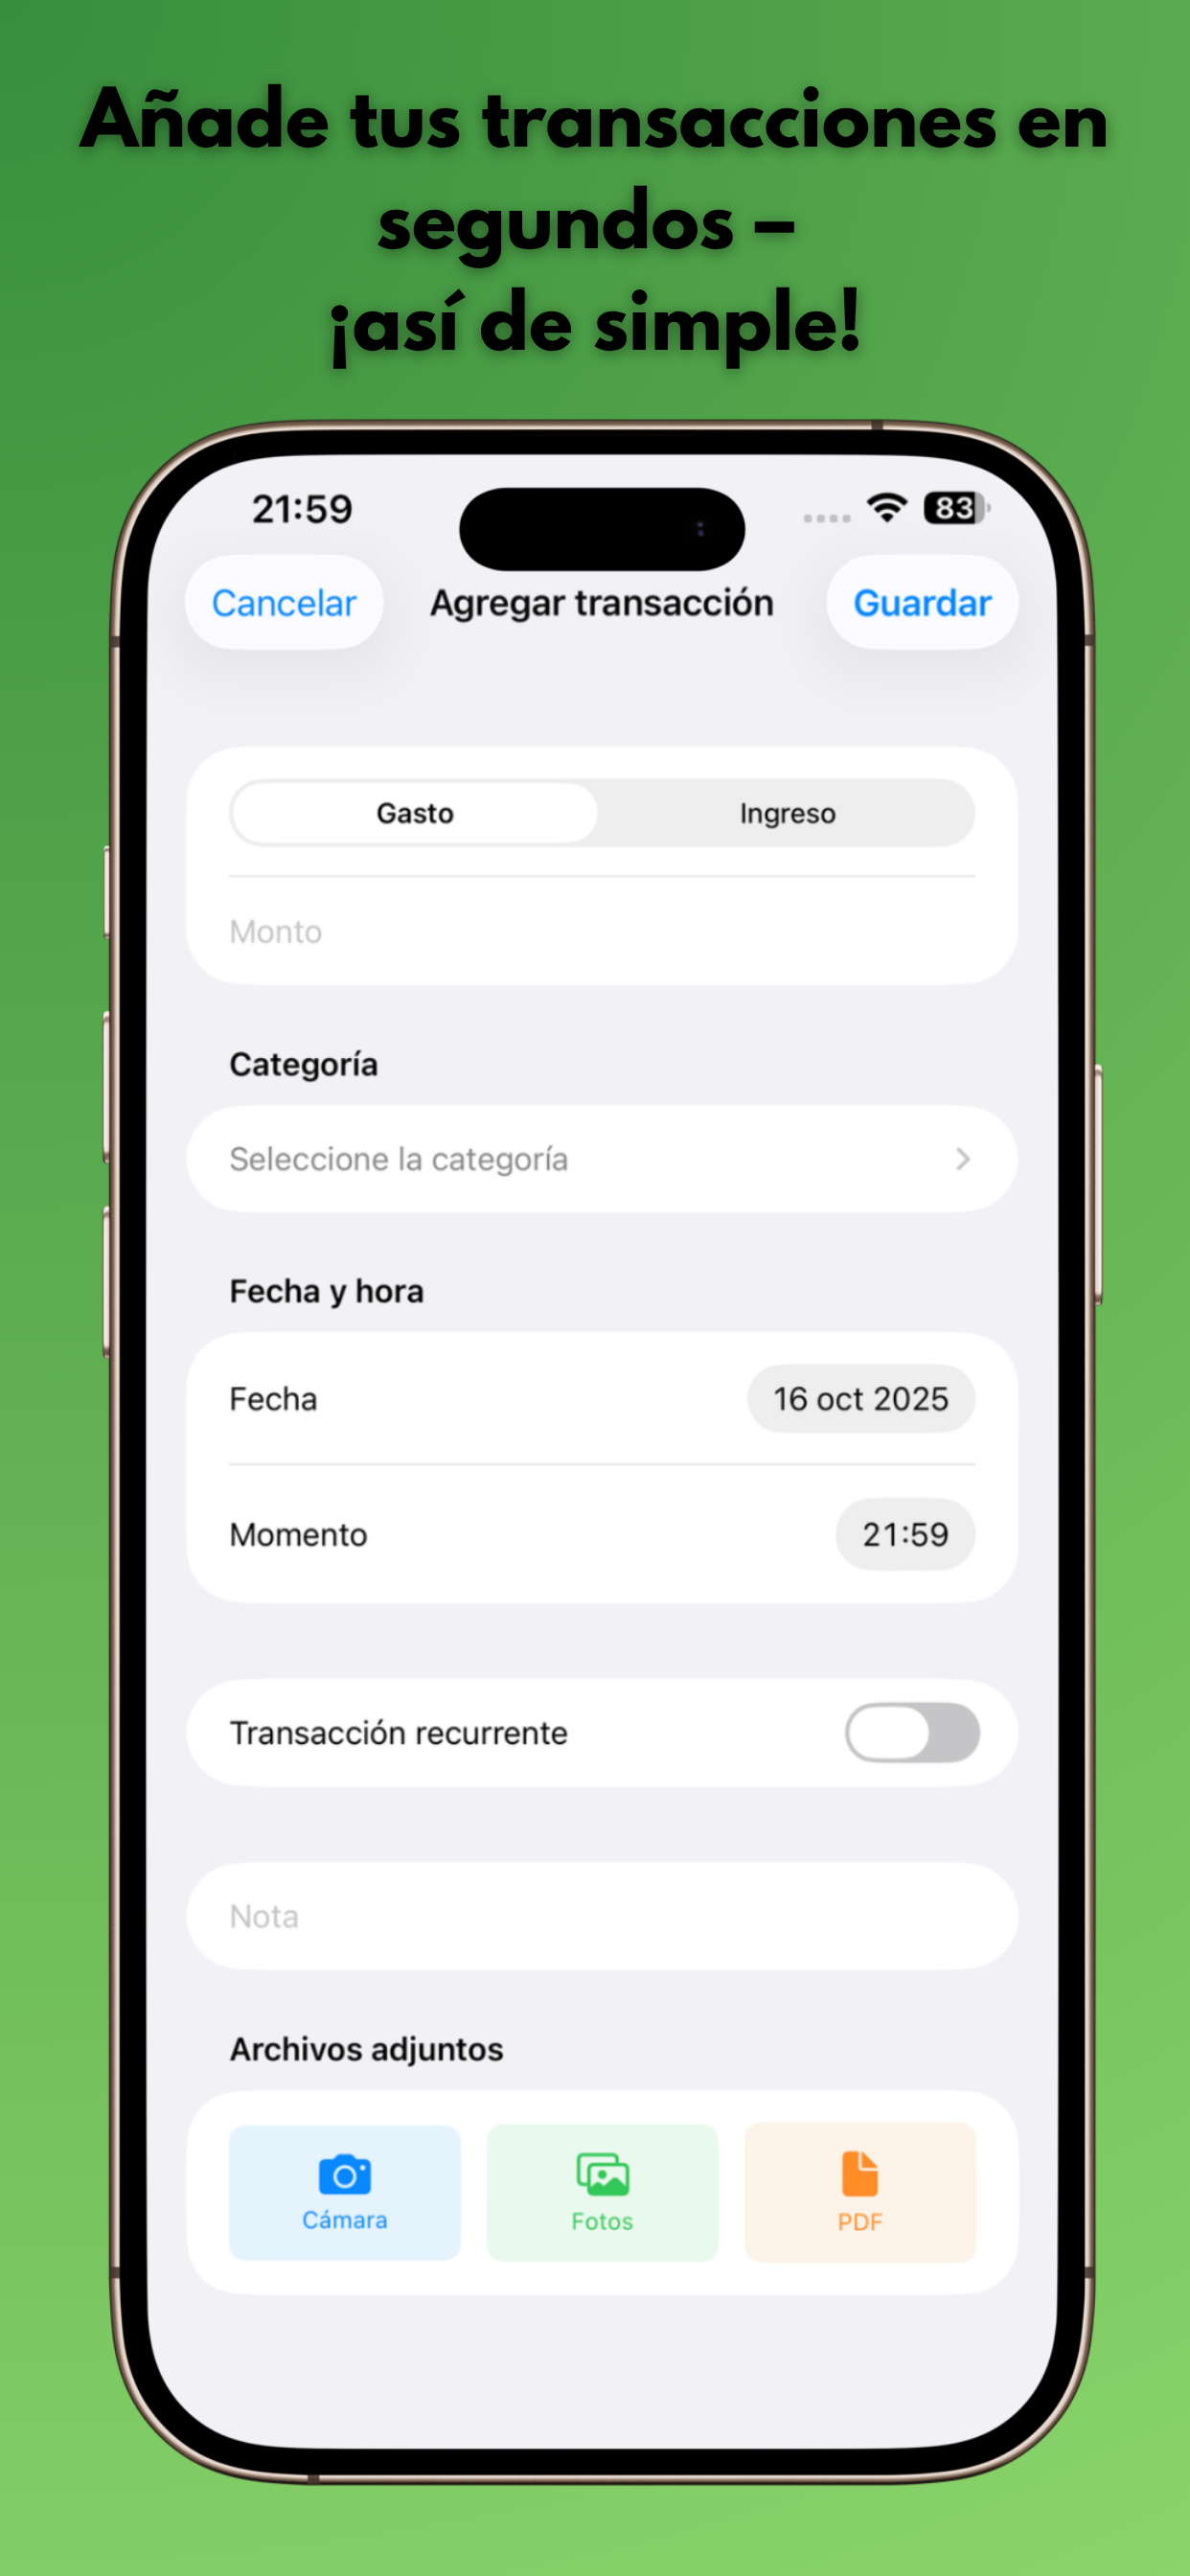 Añade tus transacciones en
segundos –
¡así de simple!
21:59
83
Cancelar
Agregar transacción
Guardar
Gasto
Ingreso
Monto
Categoría
Seleccione la categoría
Fecha y hora
Fecha
16 oct 2025
Momento
21:59
Transacción recurrente
Nota
Archivos adjuntos
Cámara
Fotos
PDF